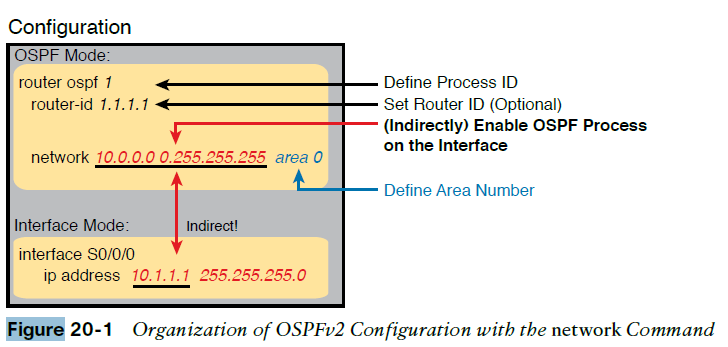 Configuration
OSPF Mode:
router ospf 1
Define Process ID
router-id 1.1.1.1
Set Router ID (Optional)
(Indirectly) Enable OSPF Process
on the Interface
network 10.0.0.0 0.255.255.255 area 0
Define Area Number
Interface Mode:
Indirect!
interface S0/0/0
ip address 10.1.1.1 255.255.255.0
Figure 20-1 Organization of OSPFv2 Configuration with the network Command